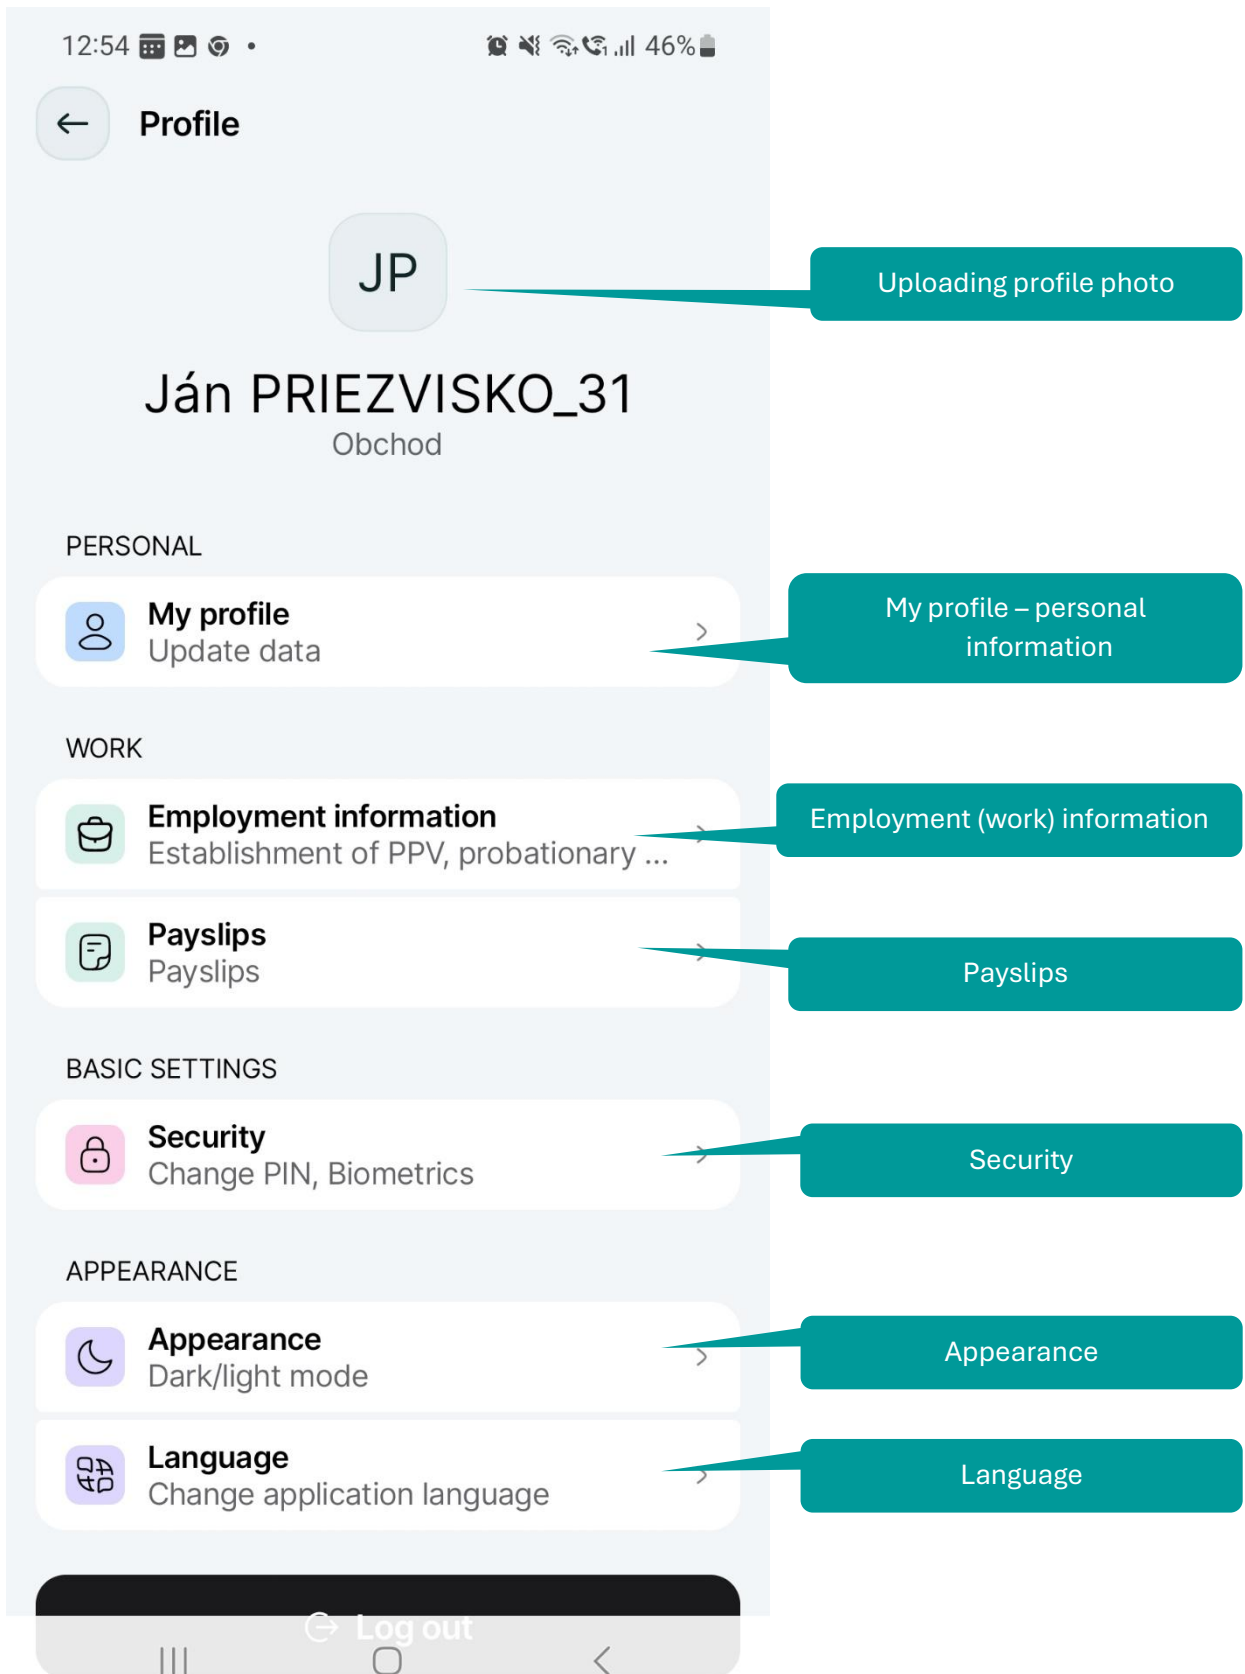 12:54
46%
Profile
JP
Uploading profile photo
Ján PRIEZVISKO_31
Obchod
PERSONAL
My profile
Update data
My profile – personal
information
WORK
Employment information
Establishment of PPV, probationary ...
Employment (work) information
Payslips
Payslips
Payslips
BASIC SETTINGS
Security
Change PIN, Biometrics
Security
APPEARANCE
Appearance
Dark/light mode
Appearance
Language
Change application language
Language
Log out